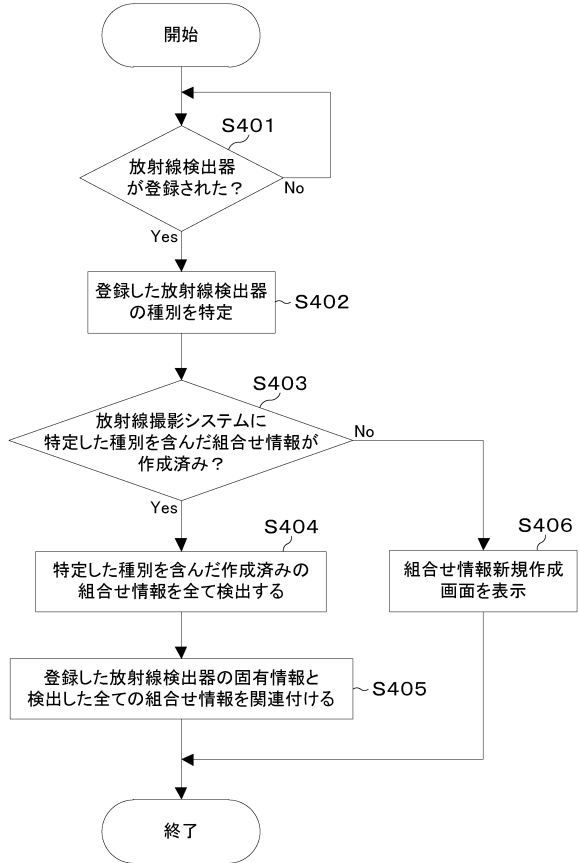 開始
S401
放射線検出器
が登録された?
No
Yes
登録した放射線検出器
の種別を特定
S402
S403
放射線撮影システムに
特定した種別を含んだ組合せ情報が
作成済み?
No
Yes
S404
特定した種別を含んだ作成済みの
組合せ情報を全て検出する
S406
組合せ情報新規作成
画面を表示
登録した放射線検出器の固有情報と
検出した全ての組合せ情報を関連付ける
S405
終了